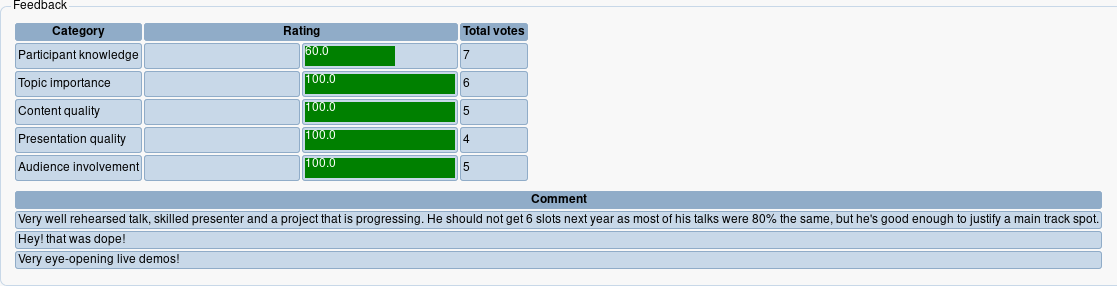 Feedback
Category Rating Total votes
Participant knowledge 60.0 7
Topic importance 100.0 6
Content quality 100.0 5
Presentation quality 100.0 4
Audience involvement 100.0 5
Comment
Very well rehearsed talk, skilled presenter and a project that is progressing. He should not get 6 slots next year as most of his talks were 80% the same, but he's good enough to justify a main track spot.
Hey! that was dope!
Very eye-opening live demos!